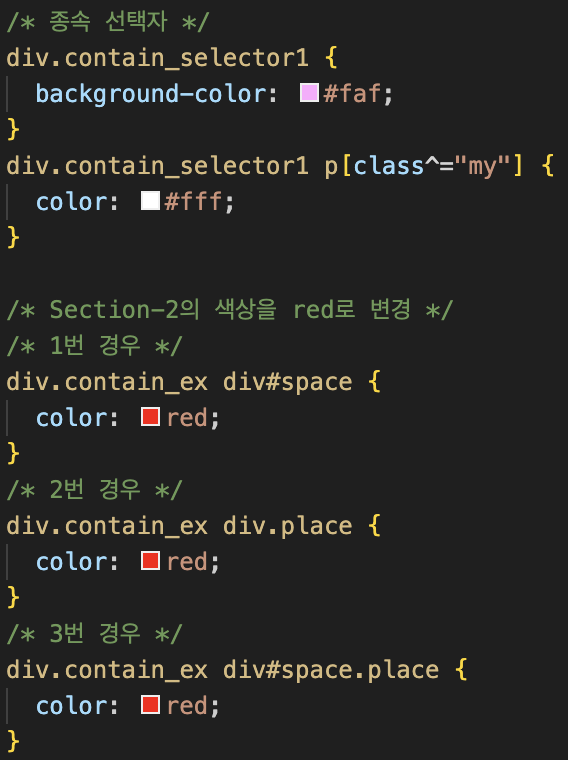 /* 종속 선택자 */
div.contain_selector1 {
  background-color: #faf;
}
div.contain_selector1 p[class^="my"] {
  color: #fff;
}

/* Section-2의 색상을 red로 변경 */
/* 1번 경우 */
div.contain_ex div#space {
  color: red;
}
/* 2번 경우 */
div.contain_ex div.place {
  color: red;
}
/* 3번 경우 */
div.contain_ex div#space.place {
  color: red;
}